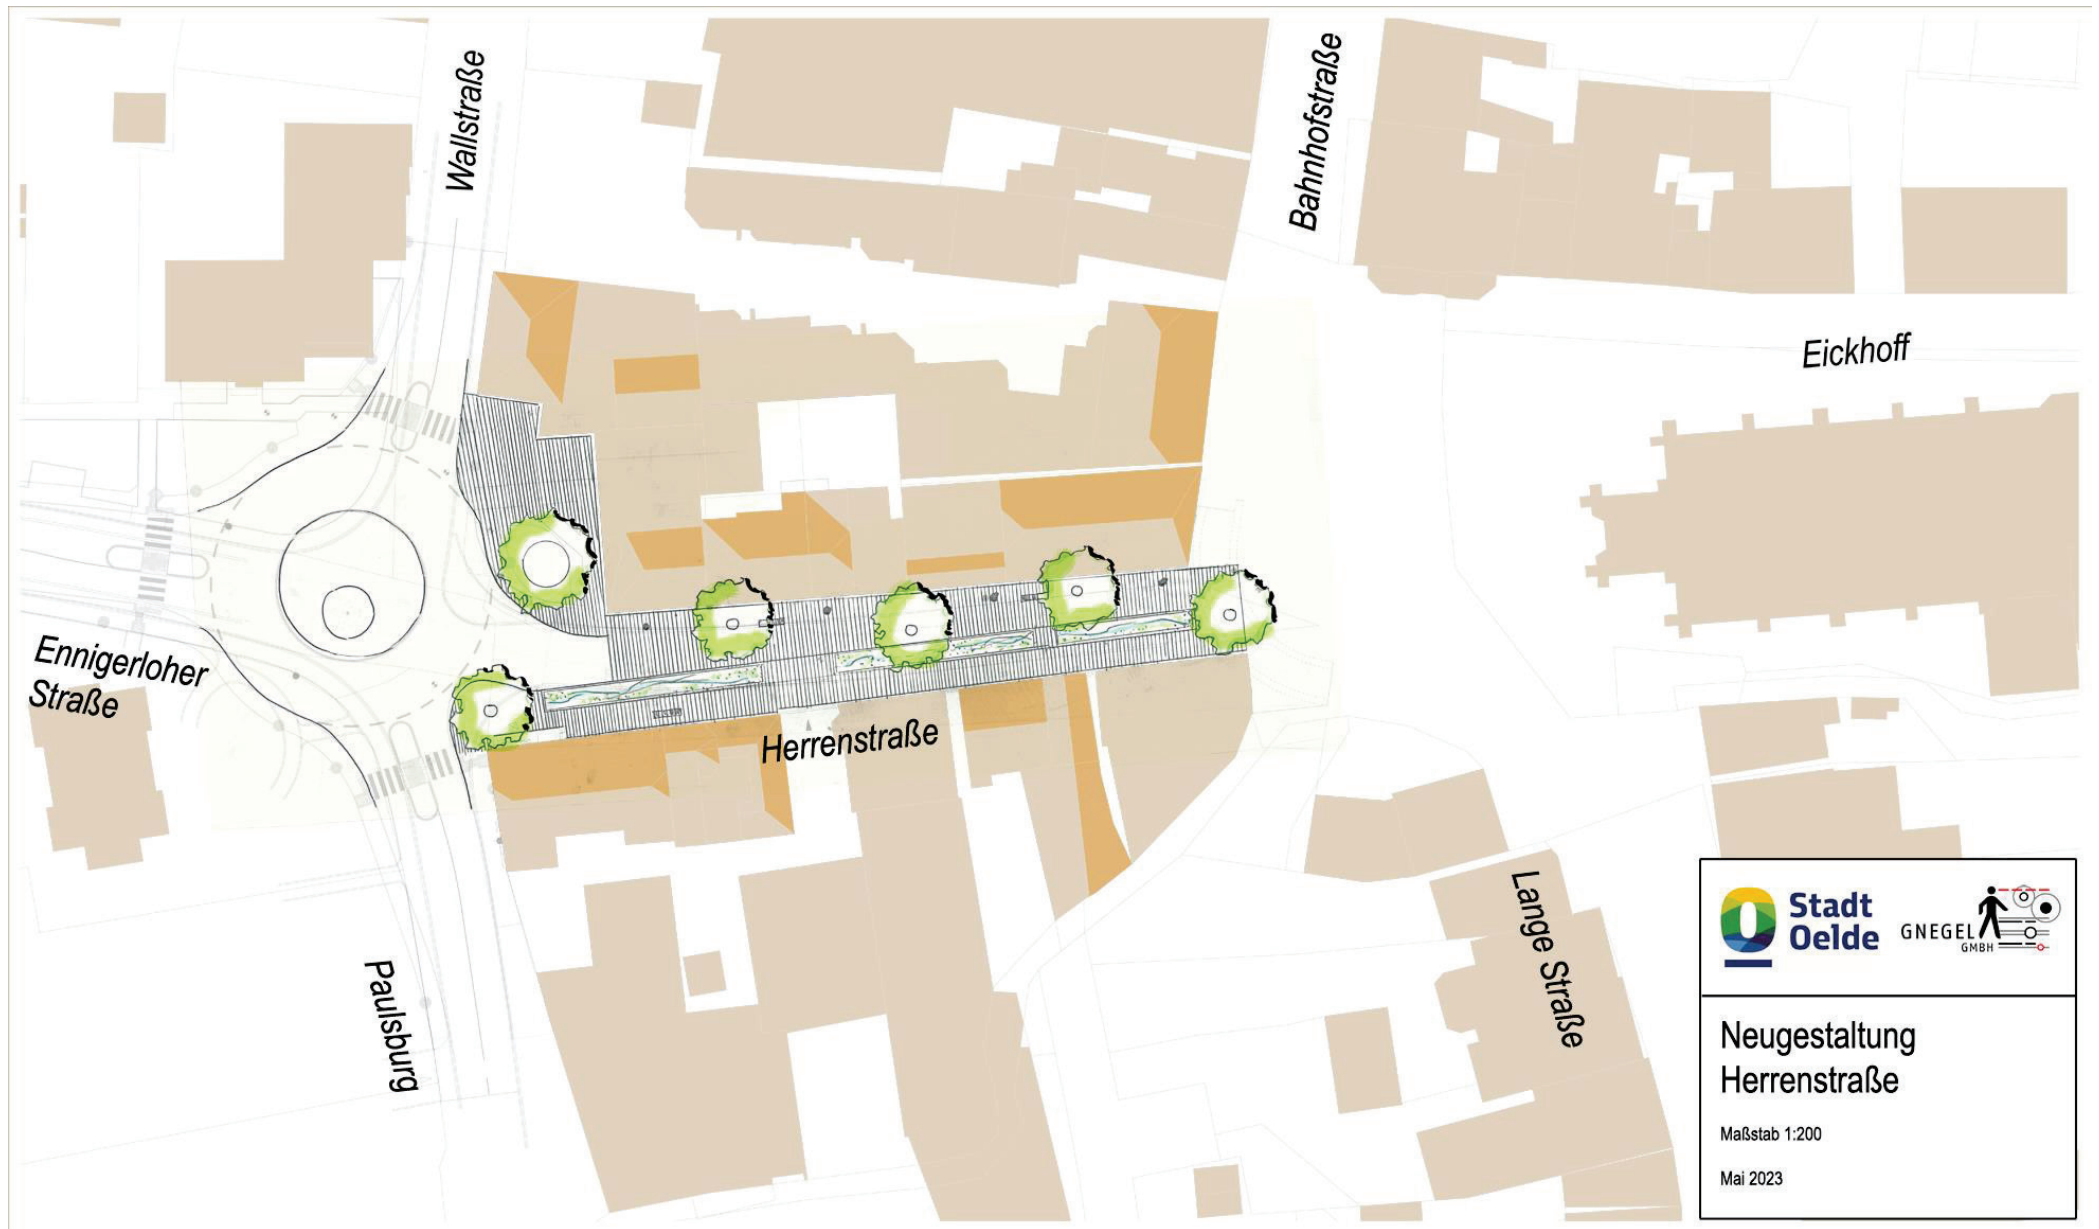 Wallstraße
Bahnhofstraße
Eickhoff
Ennigerloher
Straße
Herrenstraße
Paulsburg
Lange Straße
Stadt
Oelde
GNEGEL
GMBH
Neugestaltung
Herrenstraße
Maßstab 1:200
Mai 2023